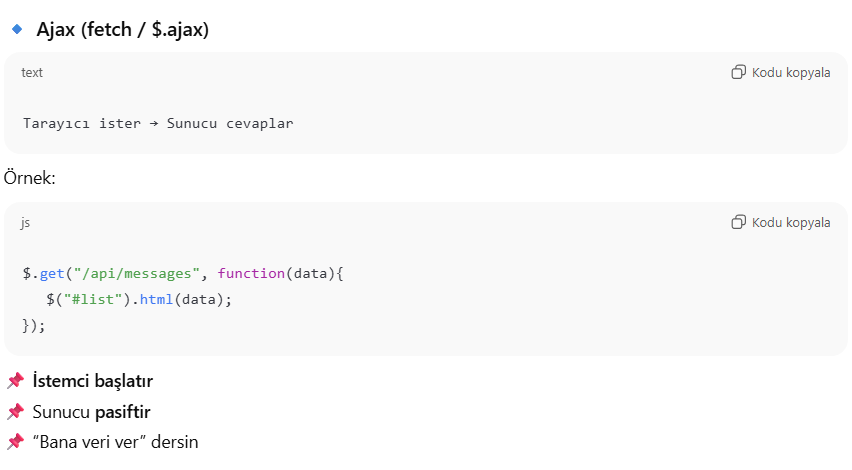 Ajax (fetch / $.ajax)
text
Kodu kopyala
Tarayıcı ister → Sunucu cevaplar
Örnek:
js
Kodu kopyala
$.get("/api/messages", function(data){
   $("#list").html(data);
});
İstemci başlatır
Sunucu pasiftir
“Bana veri ver” dersin